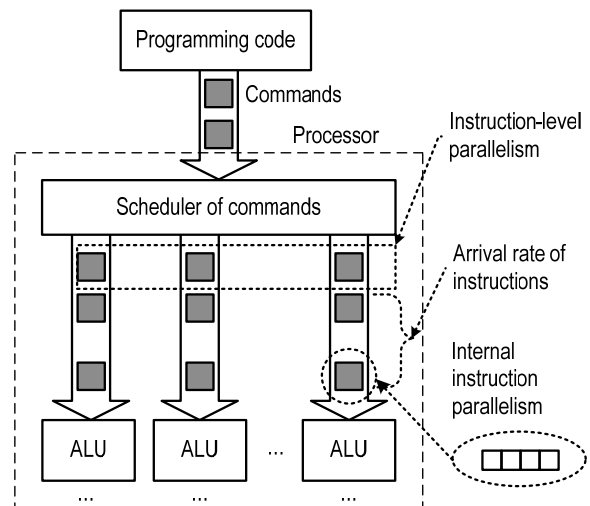 Programming code
Commands
Processor
Instruction-level
parallelism
Scheduler of commands
Arrival rate of
instructions
Internal
instruction
parallelism
ALU
ALU
...
ALU
...
...
...